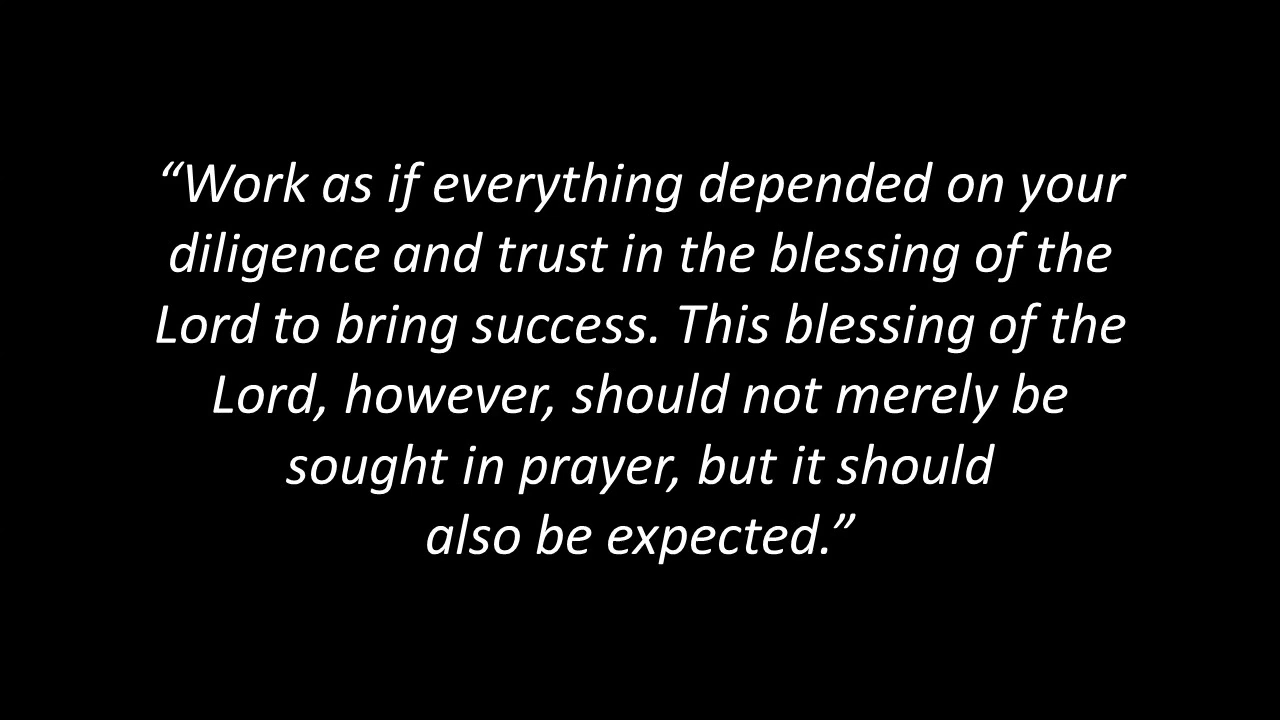 “Work as if everything depended on your
diligence and trust in the blessing of the
Lord to bring success. This blessing of the
Lord, however, should not merely be
sought in prayer, but it should
also be expected.”